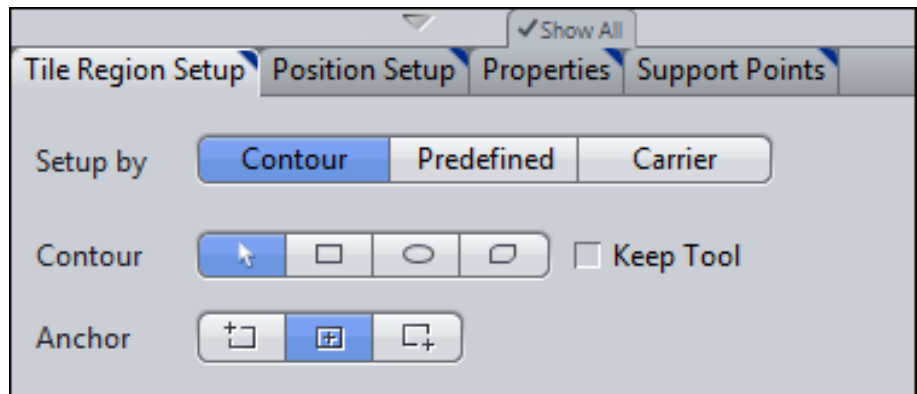 Show All
Tile Region Setup Position Setup Properties Support Points
Setup by Contour Predefined Carrier
Contour Keep Tool
Anchor